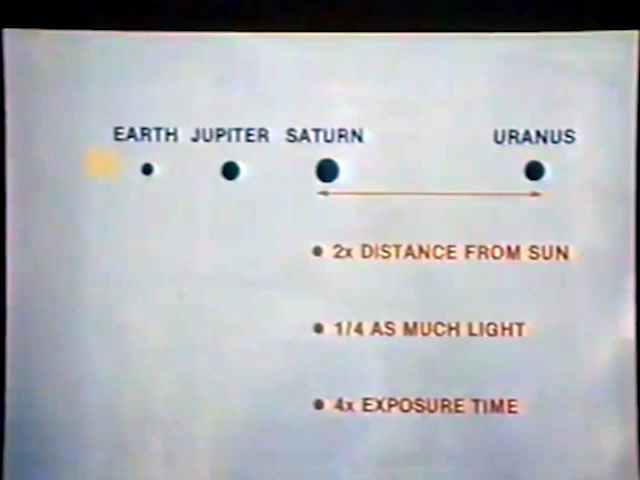 EARTH JUPITER SATURN URANUS
2x DISTANCE FROM SUN
1/4 AS MUCH LIGHT
4x EXPOSURE TIME